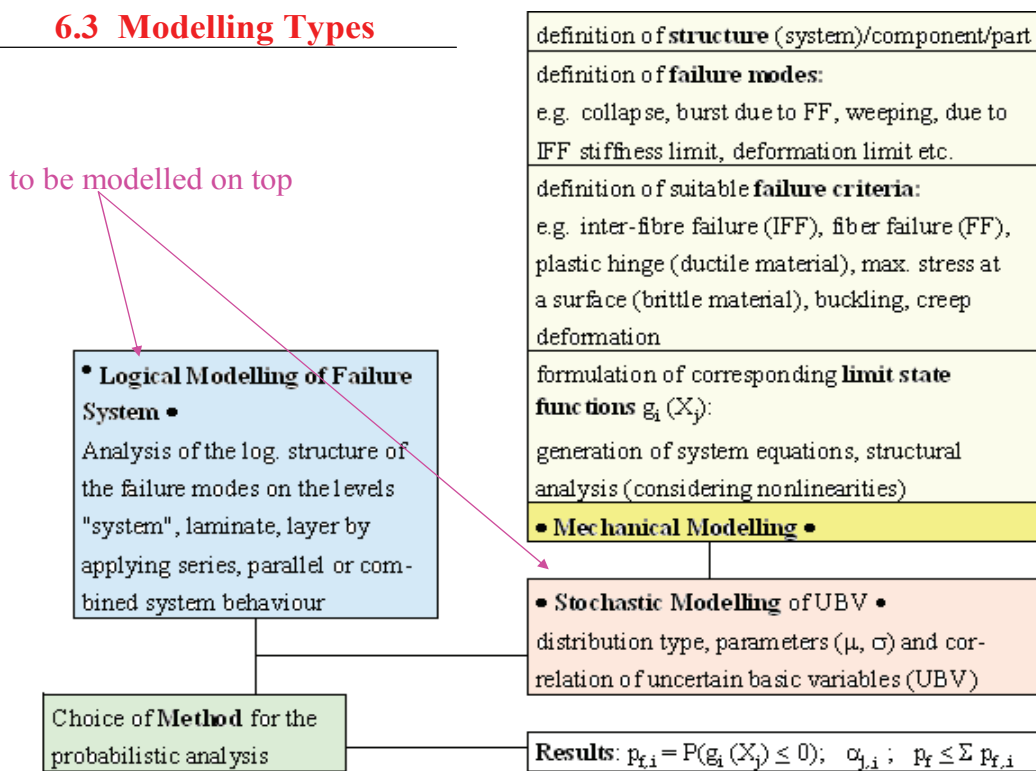 6.3 Modelling Types
definition of structure (system)/component/part
definition of failure modes:
e.g. collapse, burst due to FF, weeping, due to
IFF stiffness limit, deformation limit etc.
to be modelled on top
definition of suitable failure criteria:
e.g. inter-fibre failure (IFF), fiber failure (FF),
plastic hinge (ductile material), max. stress at
a surface (brittle material), buckling, creep
deformation
• Logical Modelling of Failure
System •
Analysis of the log. structure of
the failure modes on the levels
"system", laminate, layer by
applying series, parallel or com-
bined system behaviour
formulation of corresponding limit state
functions gᵢ (Xⱼ):
generation of system equations, structural
analysis (considering nonlinearities)
• Mechanical Modelling •
• Stochastic Modelling of UBV •
distribution type, parameters (μ, σ) and cor-
relation of uncertain basic variables (UBV)
Choice of Method for the
probabilistic analysis
Results: p_f,i = P(gᵢ (Xⱼ) ≤ 0); α_j,i ; p_f ≤ Σ p_f,i